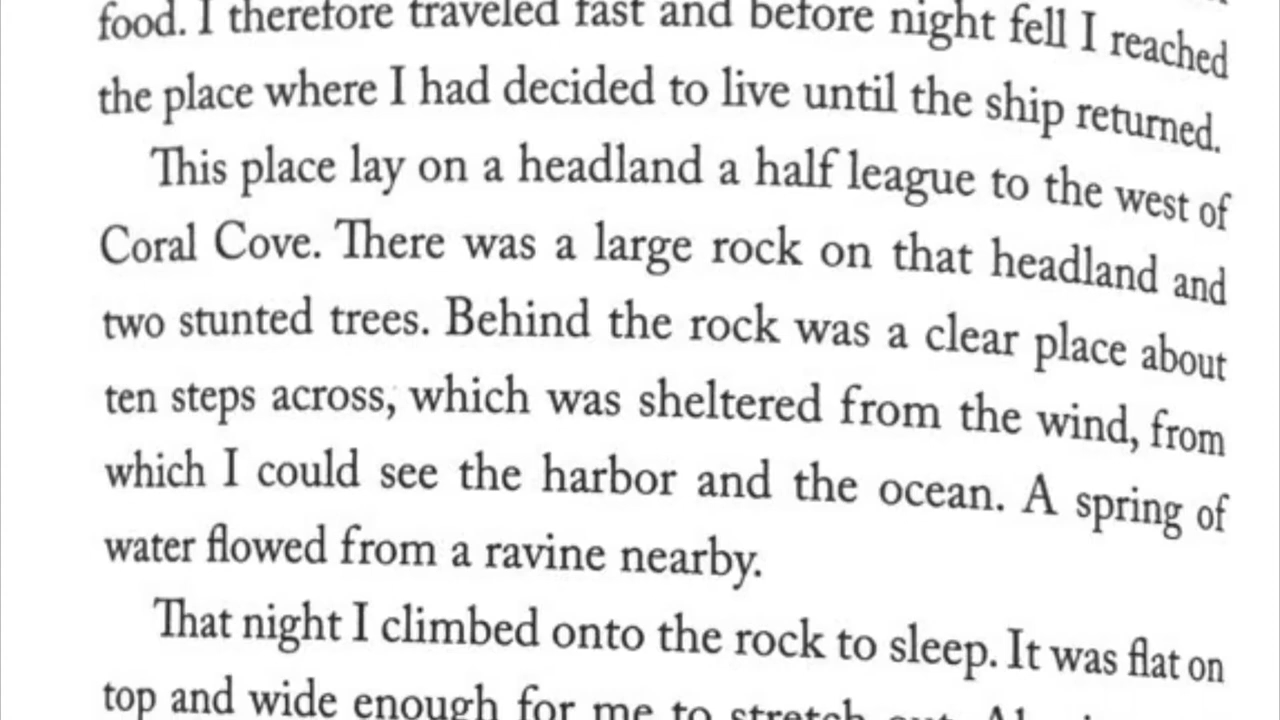 food. I therefore traveled fast and before night fell I reached
the place where I had decided to live until the ship returned.
This place lay on a headland a half league to the west of
Coral Cove. There was a large rock on that headland and
two stunted trees. Behind the rock was a clear place about
ten steps across, which was sheltered from the wind, from
which I could see the harbor and the ocean. A spring of
water flowed from a ravine nearby.
That night I climbed onto the rock to sleep. It was flat on
top and wide enough for me to stretch out.